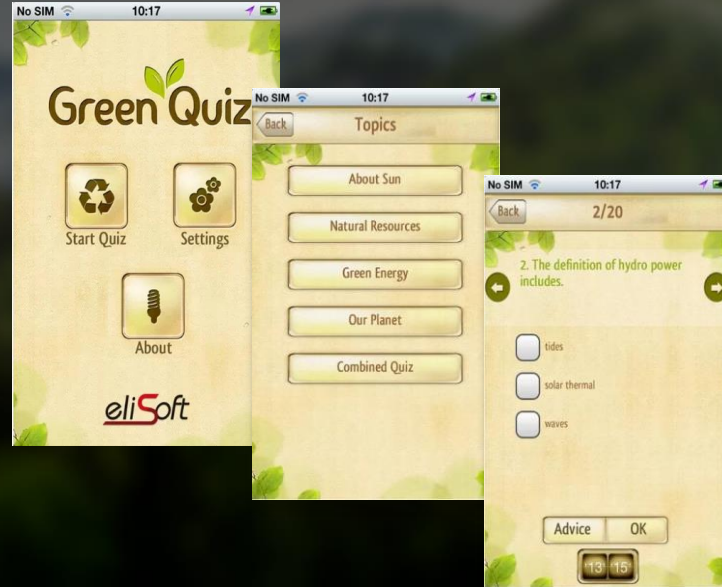 No SIM 10:17
Green Quiz
Start Quiz
Settings
About
eliSoft
No SIM 10:17
Back
Topics
About Sun
Natural Resources
Green Energy
Our Planet
Combined Quiz
No SIM 10:17
Back
2/20
2. The definition of hydro power
includes.
tides
solar thermal
waves
Advice
OK
13 15